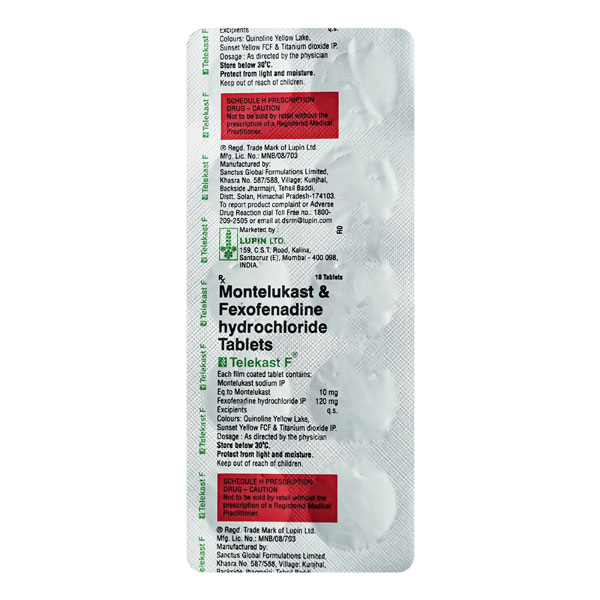 Excipients q.s.
Colours: Quinoline Yellow Lake,
Sunset Yellow FCF & Titanium dioxide IP.
Dosage : As directed by the physician
Store below 30°C.
Protect from light and moisture.
Keep out of reach of children.
SCHEDULE H PRESCRIPTION
DRUG – CAUTION
Not to be sold by retail without the
prescription of a Registered Medical
Practitioner.
® Regd. Trade Mark of Lupin Ltd.
Mfg. Lic. No.: MNB/08/703
Manufactured by:
Sanctus Global Formulations Limited,
Khasra No. 587/588, Village: Kunjhal,
Backside Jharmajri, Tehsil Baddi,
Distt. Solan, Himachal Pradesh-174103.
To report product complaint or Adverse
Drug Reaction dial Toll Free no.: 1800-
209-2505 or email at dsrm@lupin.com
R0
Marketed by :
LUPIN LTD.
159, C.S.T. Road, Kalina,
Santacruz (E), Mumbai - 400 098,
INDIA.
Rx 10 Tablets
Montelukast &
Fexofenadine
hydrochloride
Tablets
Telekast F®
Each film coated tablet contains:
Montelukast sodium IP
Eq.to Montelukast 10 mg
Fexofenadine hydrochloride IP 120 mg
Excipients q.s.
Colours: Quinoline Yellow Lake,
Sunset Yellow FCF & Titanium dioxide IP.
Dosage : As directed by the physician
Store below 30°C.
Protect from light and moisture.
Keep out of reach of children.
SCHEDULE H PRESCRIPTION
DRUG – CAUTION
Not to be sold by retail without the
prescription of a Registered Medical
Practitioner.
® Regd. Trade Mark of Lupin Ltd.
Mfg. Lic. No.: MNB/08/703
Manufactured by:
Sanctus Global Formulations Limited,
Khasra No. 587/588, Village: Kunjhal,
Backside Jharmajri, Tehsil Baddi,
Telekast F
Telekast F
Telekast F
Telekast F
Telekast F
Telekast F
Telekast F
Telekast F